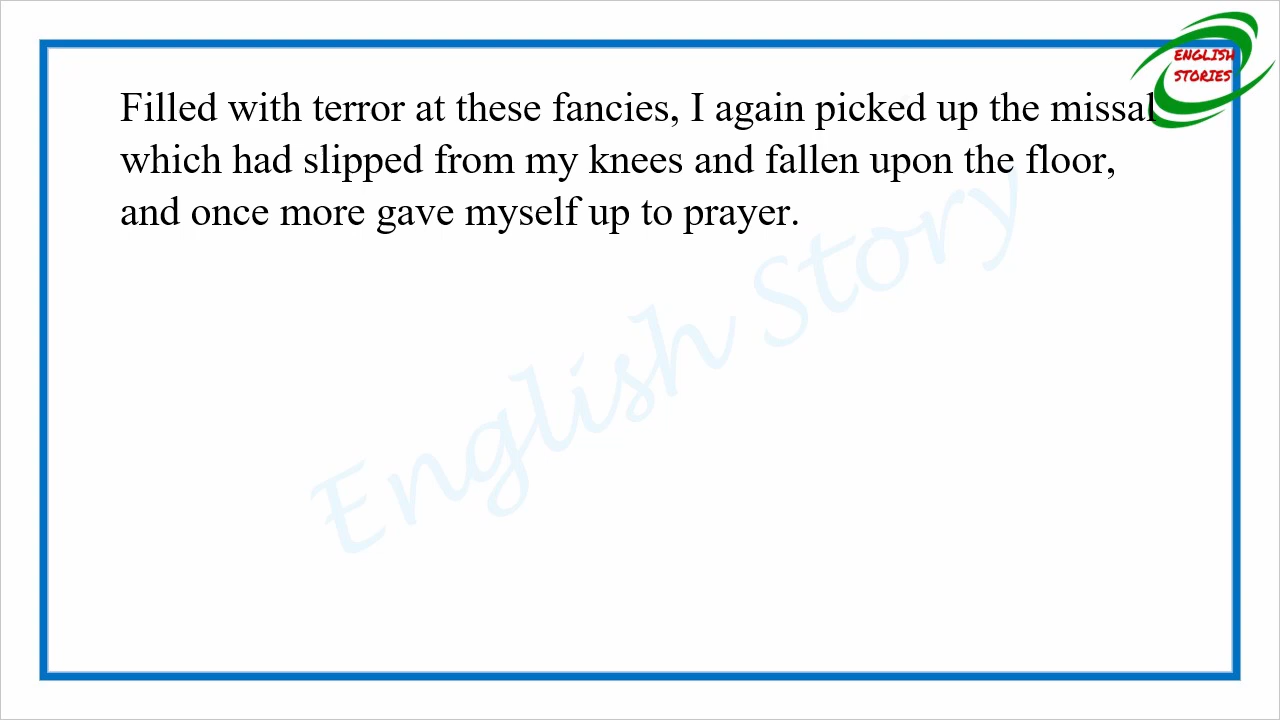 ENGLISH
STORIES
Filled with terror at these fancies, I again picked up the missal
which had slipped from my knees and fallen upon the floor,
and once more gave myself up to prayer.
English Story